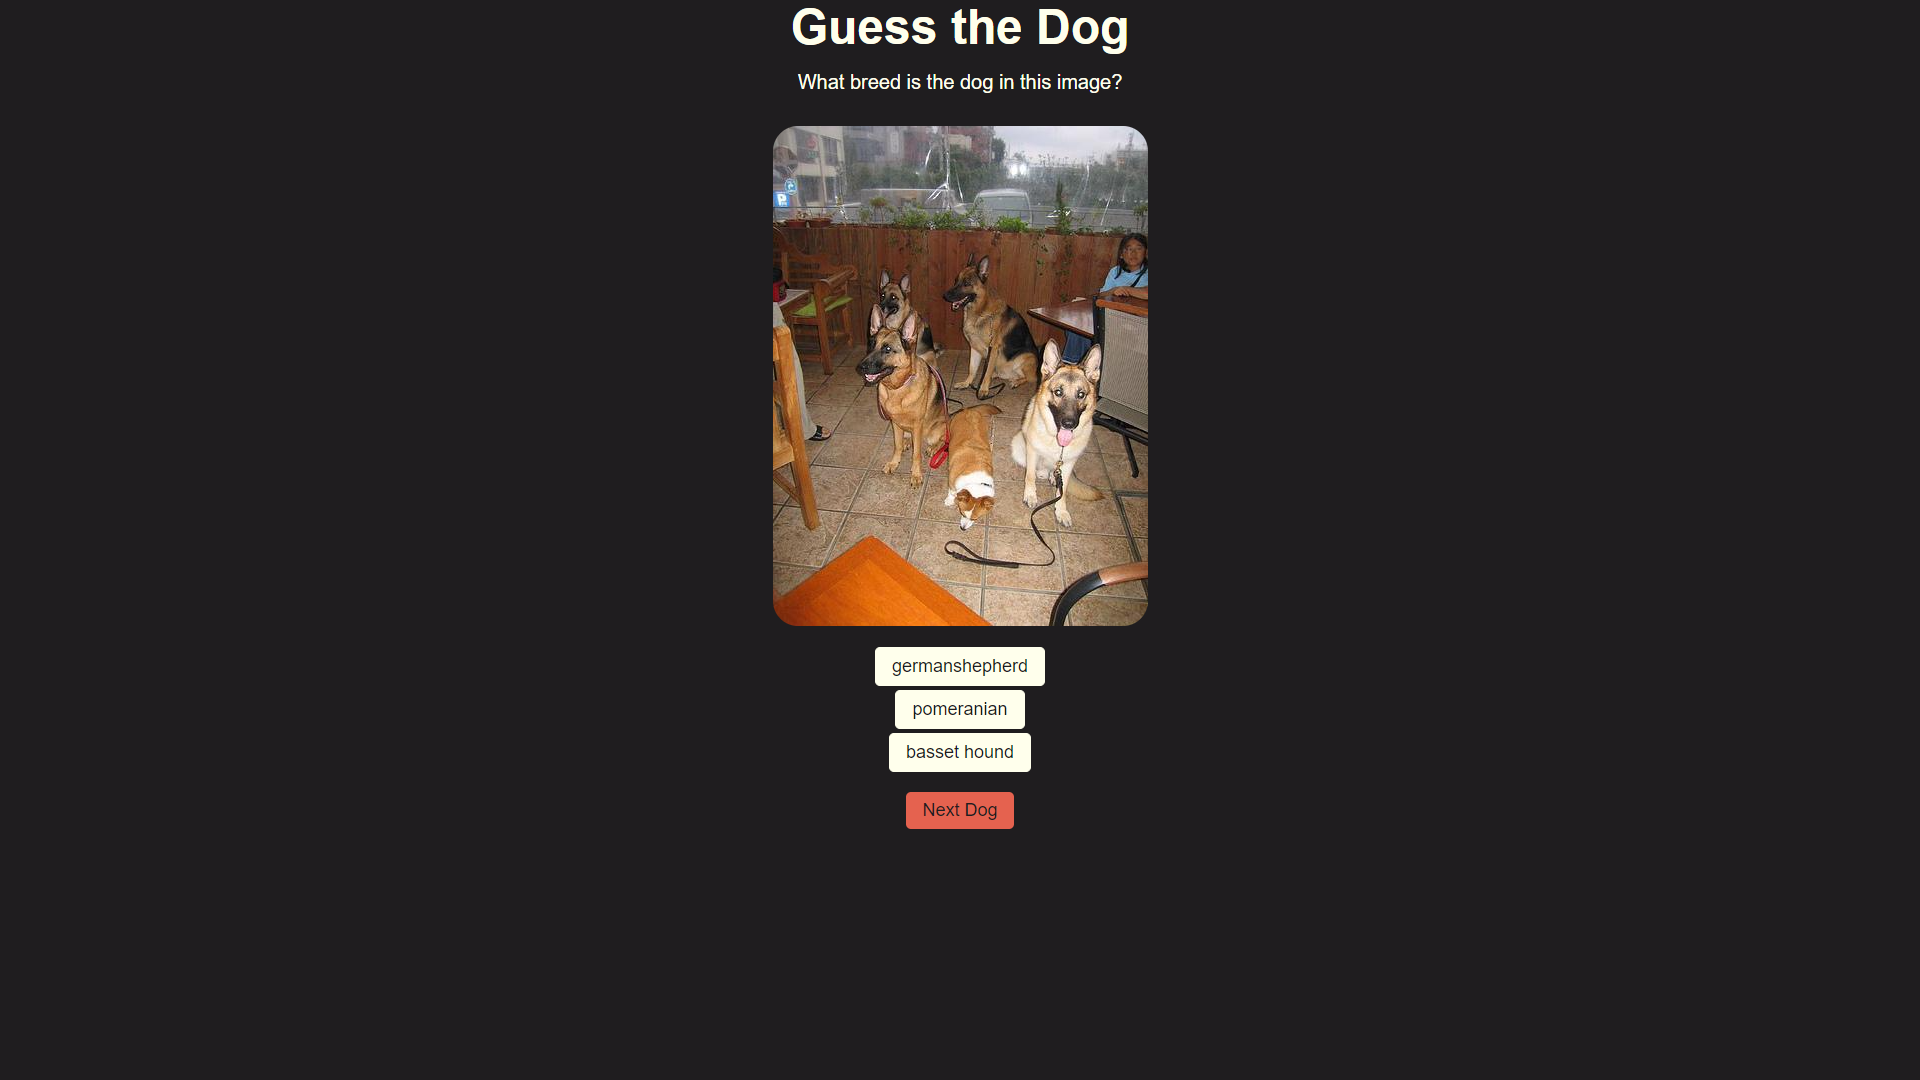 Guess the Dog
What breed is the dog in this image?
P
germanshepherd
pomeranian
basset hound
Next Dog